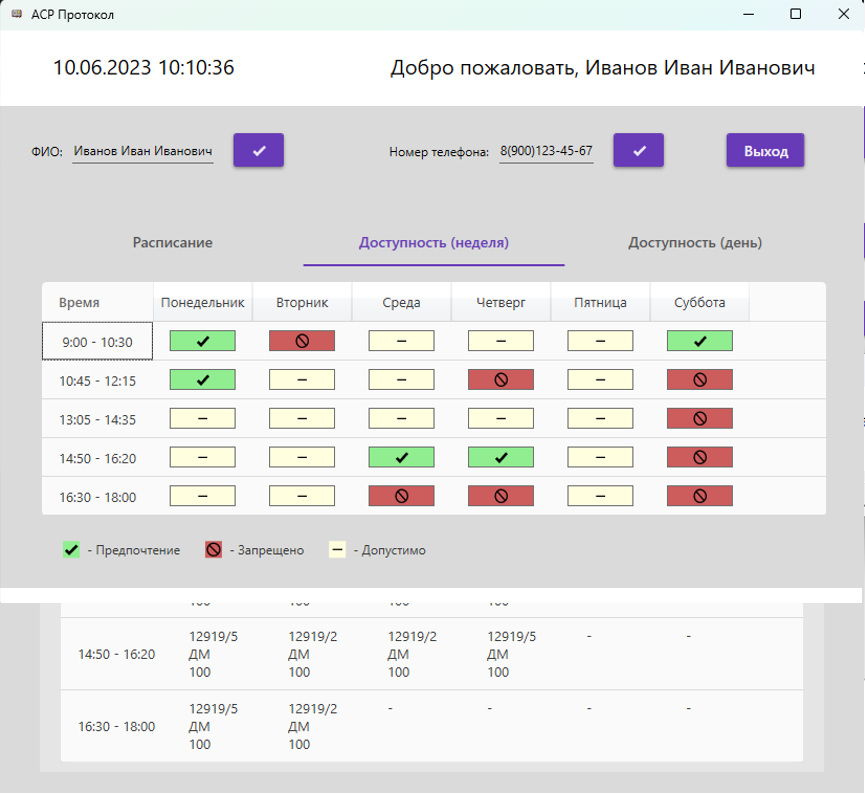 АСР Протокол
10.06.2023 10:10:36 Добро пожаловать, Иванов Иван Иванович
ФИО: Иванов Иван Иванович Номер телефона: 8(900)123-45-67 Выход
Расписание Доступность (неделя) Доступность (день)
Время Понедельник Вторник Среда Четверг Пятница Суббота
9:00 - 10:30
10:45 - 12:15
13:05 - 14:35
14:50 - 16:20
16:30 - 18:00
- Предпочтение - Запрещено - Допустимо
100 100 100 100
12919/5 12919/2 12919/2 12919/5 - -
14:50 - 16:20 ДМ ДМ ДМ ДМ
100 100 100 100
12919/5 12919/2 - - - -
16:30 - 18:00 ДМ ДМ
100 100